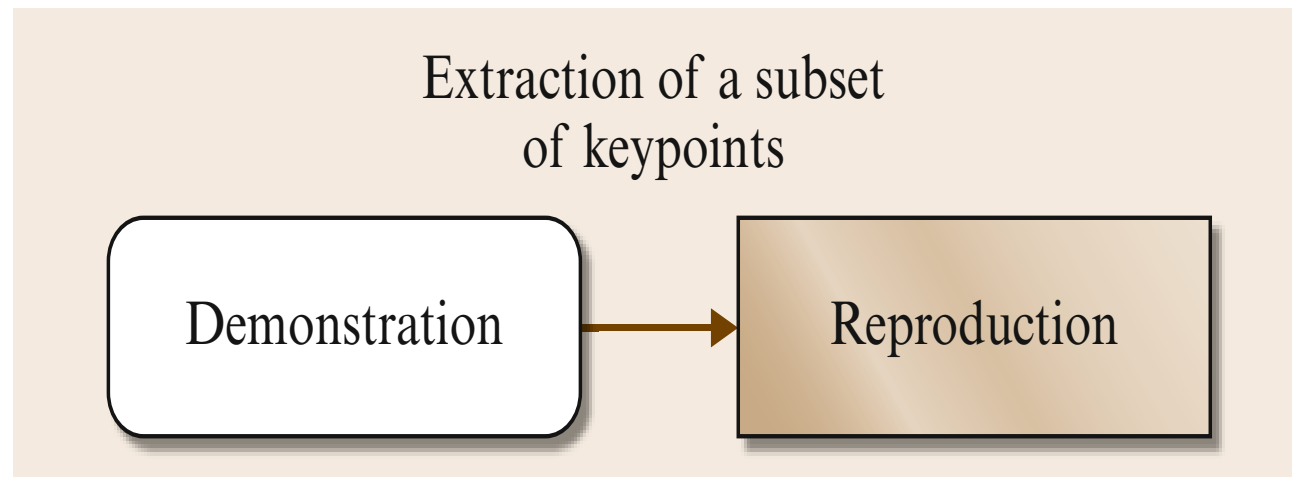 Extraction of a subset
of keypoints
Demonstration
Reproduction